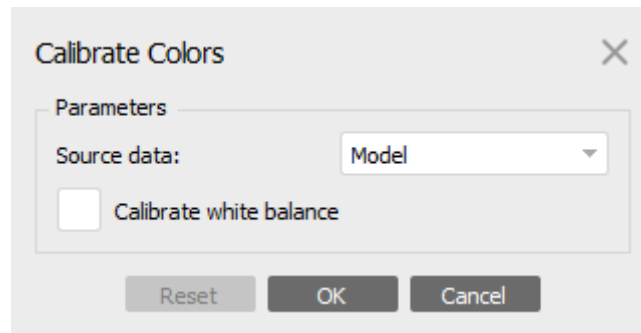 Calibrate Colors
Parameters
Source data: Model
Calibrate white balance
Reset OK Cancel